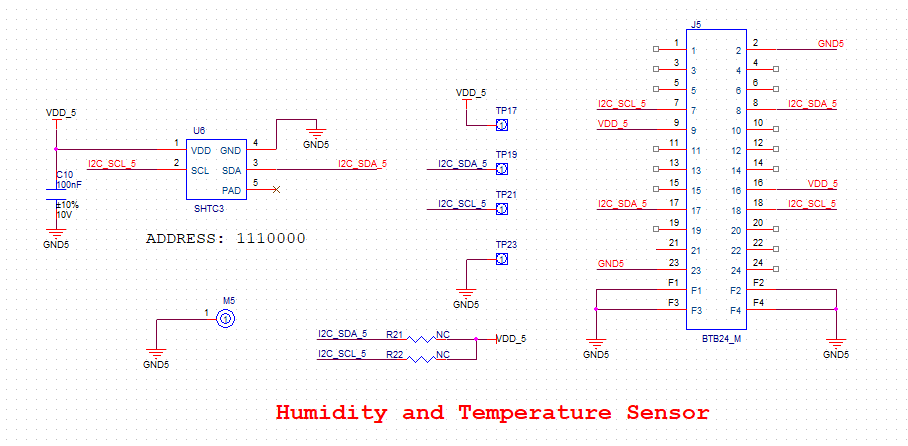 VDD_5
C10
100nF
±10%
10V
GND5
I2C_SCL_5
U6
1 VDD GND 4
2 SCL SDA 3
PAD 5
SHTC3
GND5
I2C_SDA_5
ADDRESS: 1110000
VDD_5
TP17
1
I2C_SDA_5
TP19
1
I2C_SCL_5
TP21
1
TP23
1
GND5
M5
1
1
GND5
I2C_SDA_5 R21 NC
I2C_SCL_5 R22 NC
VDD_5
J5
1 1 2 2 GND5
3 3 4 4
5 5 6 6
I2C_SCL_5 7 7 8 8 I2C_SDA_5
VDD_5 9 9 10 10
11 11 12 12
13 13 14 14
15 15 16 16 VDD_5
I2C_SDA_5 17 17 18 18 I2C_SCL_5
19 19 20 20
21 21 22 22
GND5 23 23 24 24
F1 F1 F2 F2
F3 F3 F4 F4
BTB24_M
GND5
GND5
Humidity and Temperature Sensor